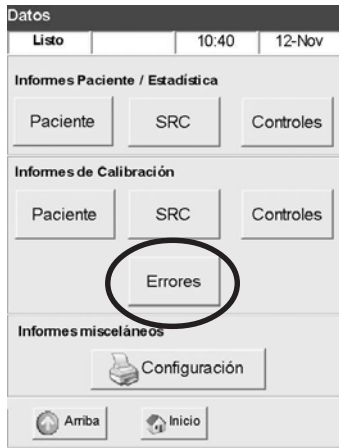 Datos
Listo 10:40 12-Nov
Informes Paciente / Estadística
Paciente SRC Controles
Informes de Calibración
Paciente SRC Controles
Errores
Informes misceláneos
Configuración
Arriba Inicio